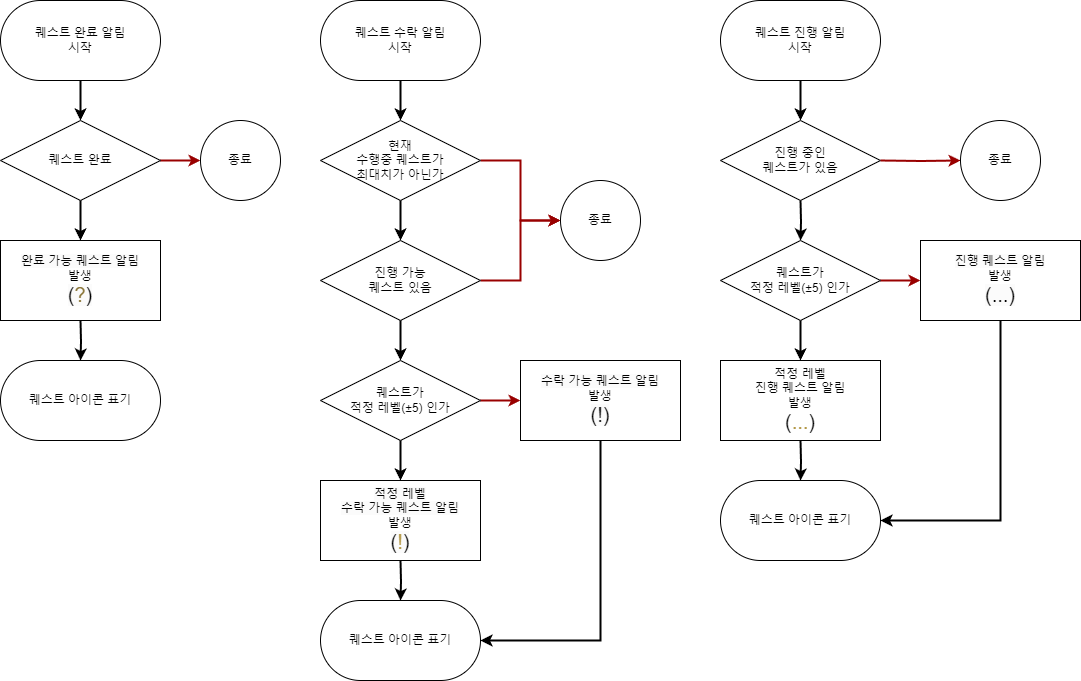 퀘스트 완료 알림
시작
퀘스트 완료
종료
완료 가능 퀘스트 알림
발생
(?)
퀘스트 아이콘 표기
퀘스트 수락 알림
시작
현재
수행중 퀘스트가
최대치가 아닌가
종료
진행 가능
퀘스트 있음
퀘스트가
적정 레벨(±5) 인가
수락 가능 퀘스트 알림
발생
(!)
적정 레벨
수락 가능 퀘스트 알림
발생
(!)
퀘스트 아이콘 표기
퀘스트 진행 알림
시작
진행 중인
퀘스트가 있음
종료
퀘스트가
적정 레벨(±5) 인가
진행 퀘스트 알림
발생
(...)
적정 레벨
진행 퀘스트 알림
발생
(...)
퀘스트 아이콘 표기